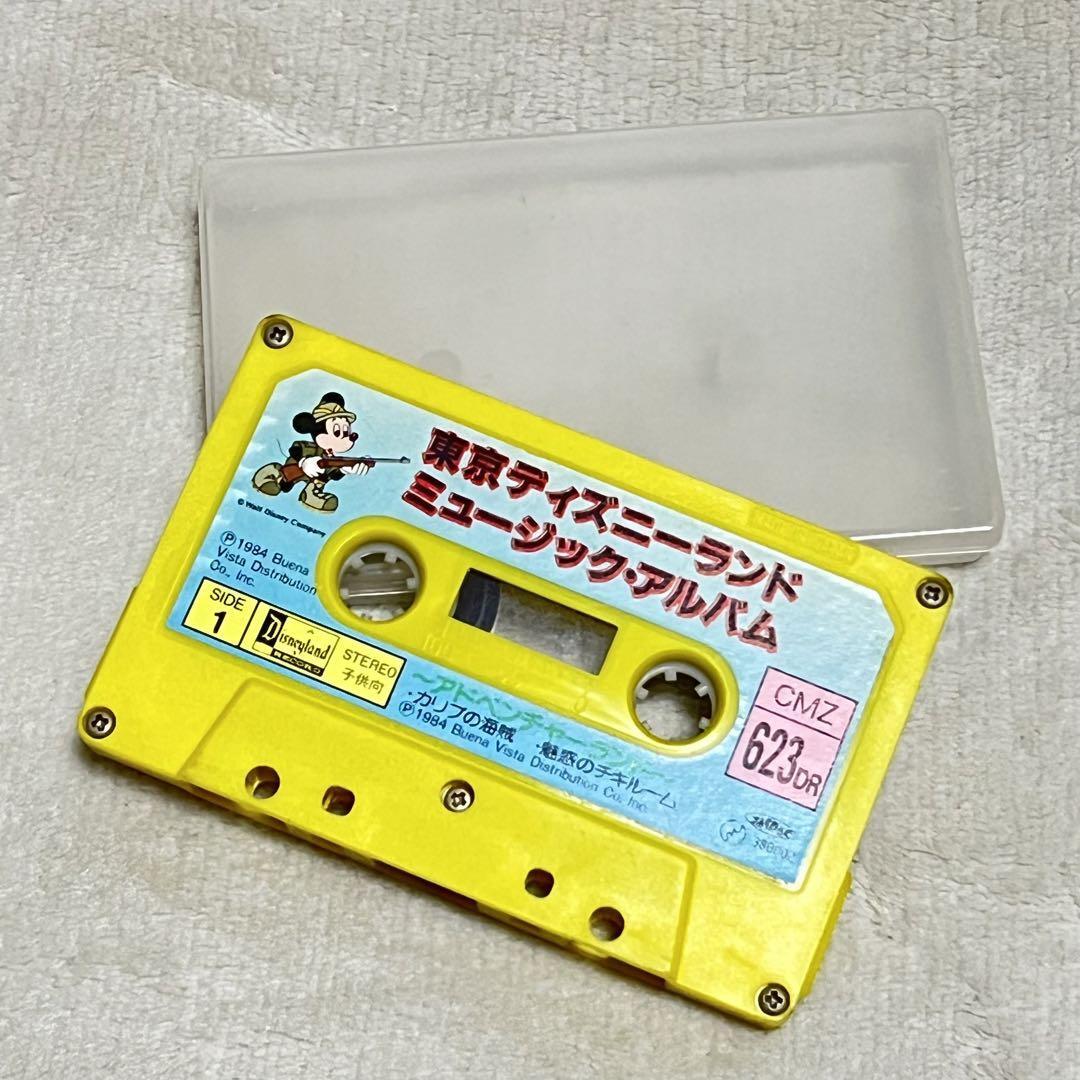 東京ディズニーランド
ミュージック・アルバム
© Walt Disney Company
Ⓟ1984 Buena
Vista Distribution
Co., Inc.
SIDE
1
Disneyland
RECORD
STEREO
子供向
〜アドベンチャーランド〜
・カリブの海賊 ・魅惑のチキルーム
Ⓟ1984 Buena Vista Distribution Co., Inc.
CMZ
623DR